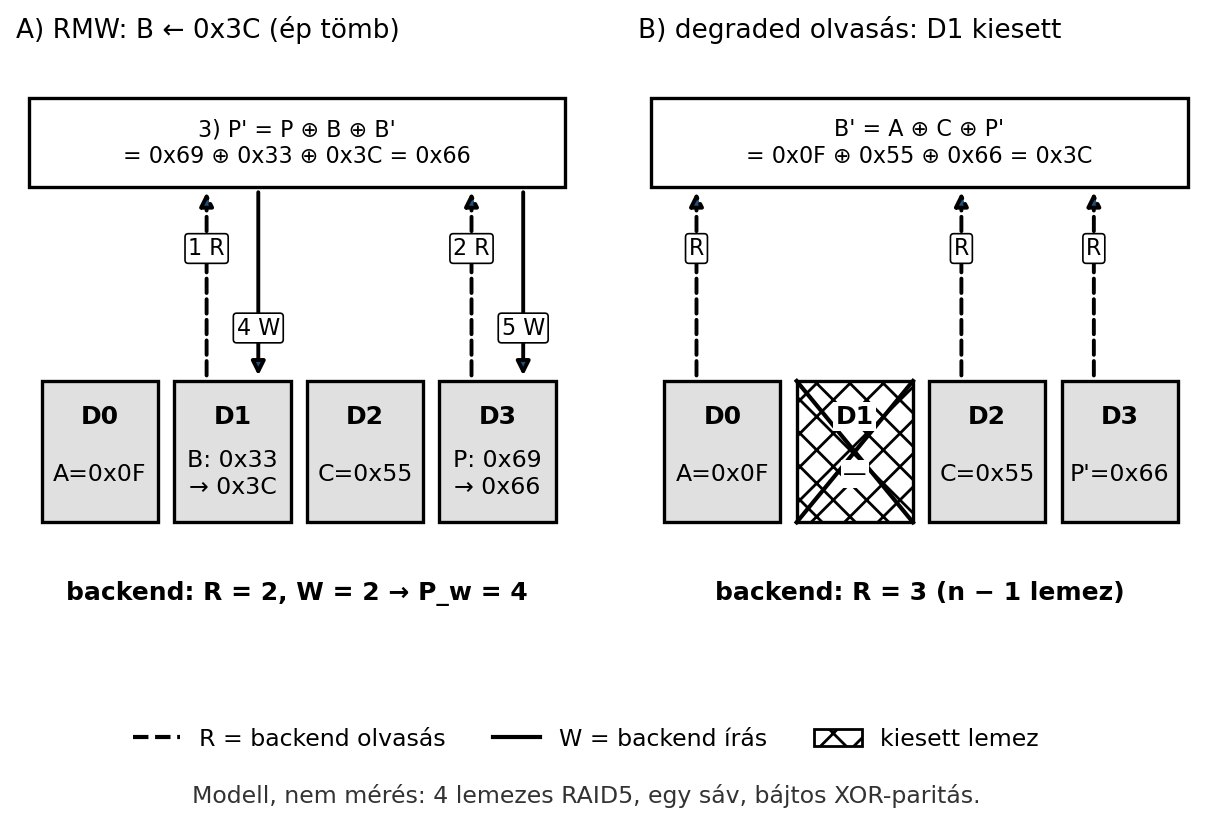 A) RMW: B ← 0x3C (ép tömb)
3) P' = P ⊕ B ⊕ B'
= 0x69 ⊕ 0x33 ⊕ 0x3C = 0x66
1 R
2 R
4 W
5 W
D0
A=0x0F
D1
B: 0x33
→ 0x3C
D2
C=0x55
D3
P: 0x69
→ 0x66
backend: R = 2, W = 2 → P_w = 4
B) degraded olvasás: D1 kiesett
B' = A ⊕ C ⊕ P'
= 0x0F ⊕ 0x55 ⊕ 0x66 = 0x3C
R
R
R
D0
A=0x0F
D1
—
D2
C=0x55
D3
P'=0x66
backend: R = 3 (n − 1 lemez)
R = backend olvasás
W = backend írás
kiesett lemez
Modell, nem mérés: 4 lemezes RAID5, egy sáv, bájtos XOR-paritás.